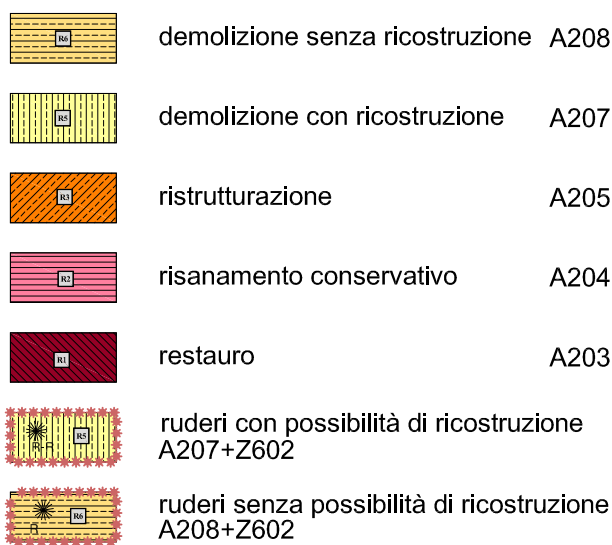 R6 demolizione senza ricostruzione A208
R5 demolizione con ricostruzione A207
R3 ristrutturazione A205
R2 risanamento conservativo A204
R1 restauro A203
ruderi con possibilità di ricostruzione
R R R5 A207+Z602
ruderi senza possibilità di ricostruzione
R R6 A208+Z602